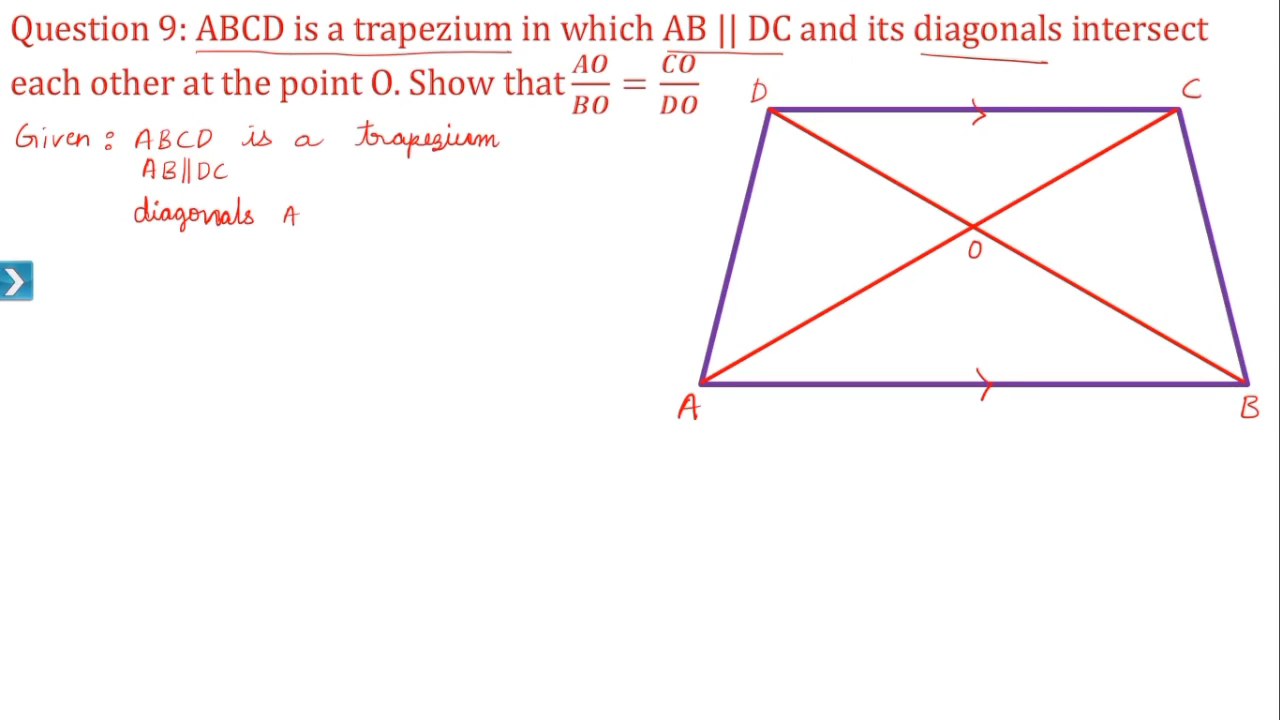 Question 9: ABCD is a trapezium in which AB || DC and its diagonals intersect
each other at the point O. Show that AO/BO = CO/DO
D
C
Given : ABCD is a trapezium
AB||DC
diagonals A
O
A
B